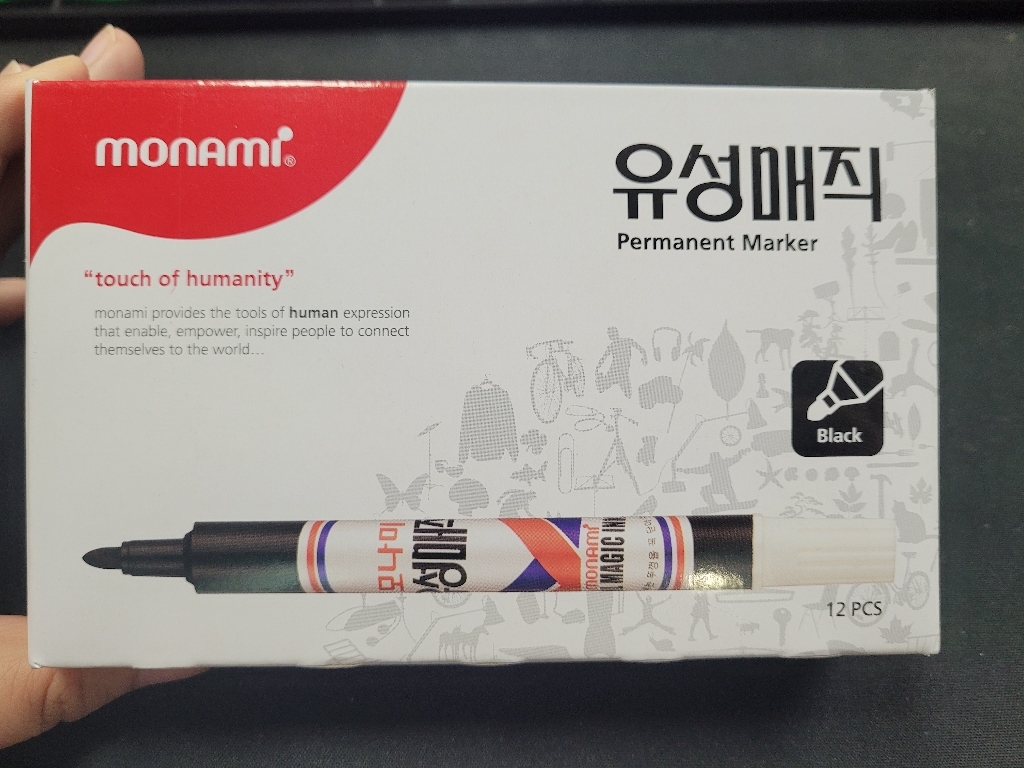 monami®
유성매직
Permanent Marker
“touch of humanity”
monami provides the tools of human expression
that enable, empower, inspire people to connect
themselves to the world...
Black
모나미
유성매직
monami
MAGIC INK
12 PCS